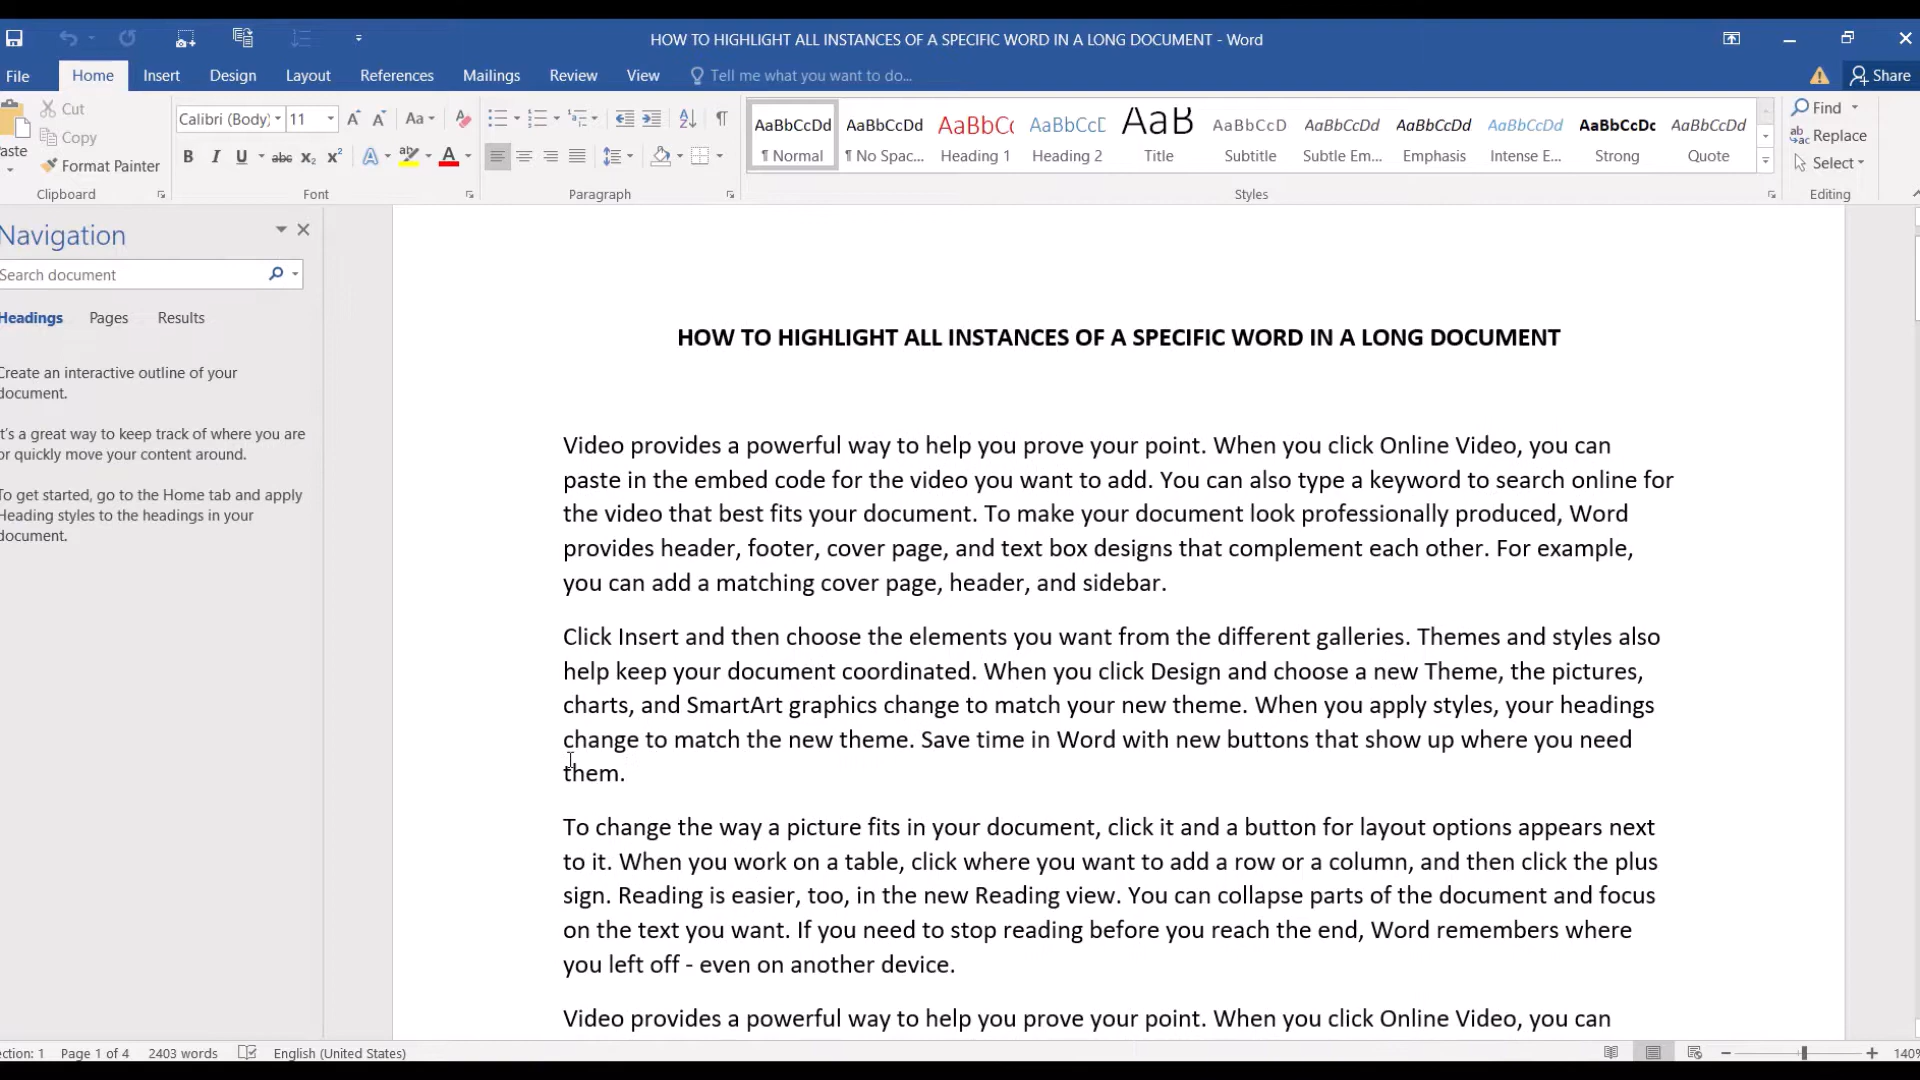 HOW TO HIGHLIGHT ALL INSTANCES OF A SPECIFIC WORD IN A LONG DOCUMENT - Word
File Home Insert Design Layout References Mailings Review View Tell me what you want to do... Share
Cut
Copy
Format Painter
aste
Clipboard
Calibri (Body) 11
Font
Paragraph
AaBbCcDd AaBbCcDd AaBbCc AaBbCcD AaB AaBbCcD AaBbCcDd AaBbCcDd AaBbCcDd AaBbCcDc AaBbCcDd
¶ Normal ¶ No Spac... Heading 1 Heading 2 Title Subtitle Subtle Em... Emphasis Intense E... Strong Quote
Styles
Find
Replace
Select
Editing
Navigation
Search document
Headings Pages Results
Create an interactive outline of your
document.
t's a great way to keep track of where you are
or quickly move your content around.
To get started, go to the Home tab and apply
Heading styles to the headings in your
document.
HOW TO HIGHLIGHT ALL INSTANCES OF A SPECIFIC WORD IN A LONG DOCUMENT
Video provides a powerful way to help you prove your point. When you click Online Video, you can
paste in the embed code for the video you want to add. You can also type a keyword to search online for
the video that best fits your document. To make your document look professionally produced, Word
provides header, footer, cover page, and text box designs that complement each other. For example,
you can add a matching cover page, header, and sidebar.
Click Insert and then choose the elements you want from the different galleries. Themes and styles also
help keep your document coordinated. When you click Design and choose a new Theme, the pictures,
charts, and SmartArt graphics change to match your new theme. When you apply styles, your headings
change to match the new theme. Save time in Word with new buttons that show up where you need
them.
To change the way a picture fits in your document, click it and a button for layout options appears next
to it. When you work on a table, click where you want to add a row or a column, and then click the plus
sign. Reading is easier, too, in the new Reading view. You can collapse parts of the document and focus
on the text you want. If you need to stop reading before you reach the end, Word remembers where
you left off - even on another device.
Video provides a powerful way to help you prove your point. When you click Online Video, you can
ection: 1 Page 1 of 4 2403 words English (United States) 140%